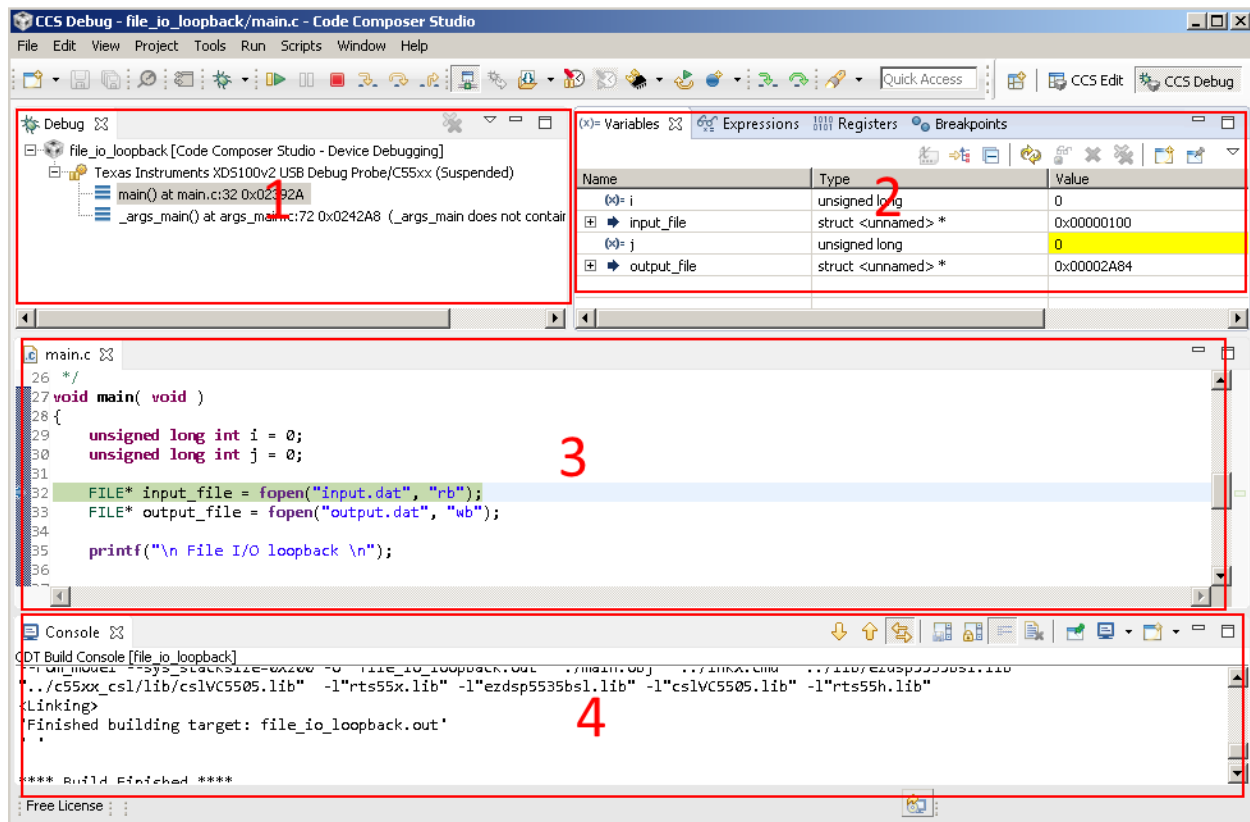 CCS Debug - file_io_loopback/main.c - Code Composer Studio
File Edit View Project Tools Run Scripts Window Help
Quick Access CCS Edit CCS Debug
Debug
file_io_loopback [Code Composer Studio - Device Debugging]
Texas Instruments XDS100v2 USB Debug Probe/C55xx (Suspended)
main() at main.c:32 0x02392A
_args_main() at args_main.c:72 0x0242A8 (_args_main does not contair
1
(x)= Variables Expressions 1010 0101 Registers Breakpoints
Name Type Value
(x)= i unsigned long 0
input_file struct <unnamed> * 0x00000100
(x)= j unsigned long 0
output_file struct <unnamed> * 0x00002A84
2
main.c
26 */
27 void main( void )
28 {
29 unsigned long int i = 0;
30 unsigned long int j = 0;
31
32 FILE* input_file = fopen("input.dat", "rb");
33 FILE* output_file = fopen("output.dat", "wb");
34
35 printf("\n File I/O loopback \n");
36
3
Console
CDT Build Console [file_io_loopback]
"../c55xx_csl/lib/cslVC5505.lib" -l"rts55x.lib" -l"ezdsp5535bsl.lib" -l"cslVC5505.lib" -l"rts55h.lib"
<Linking>
'Finished building target: file_io_loopback.out'
' '
**** Build Finished ****
4
Free License